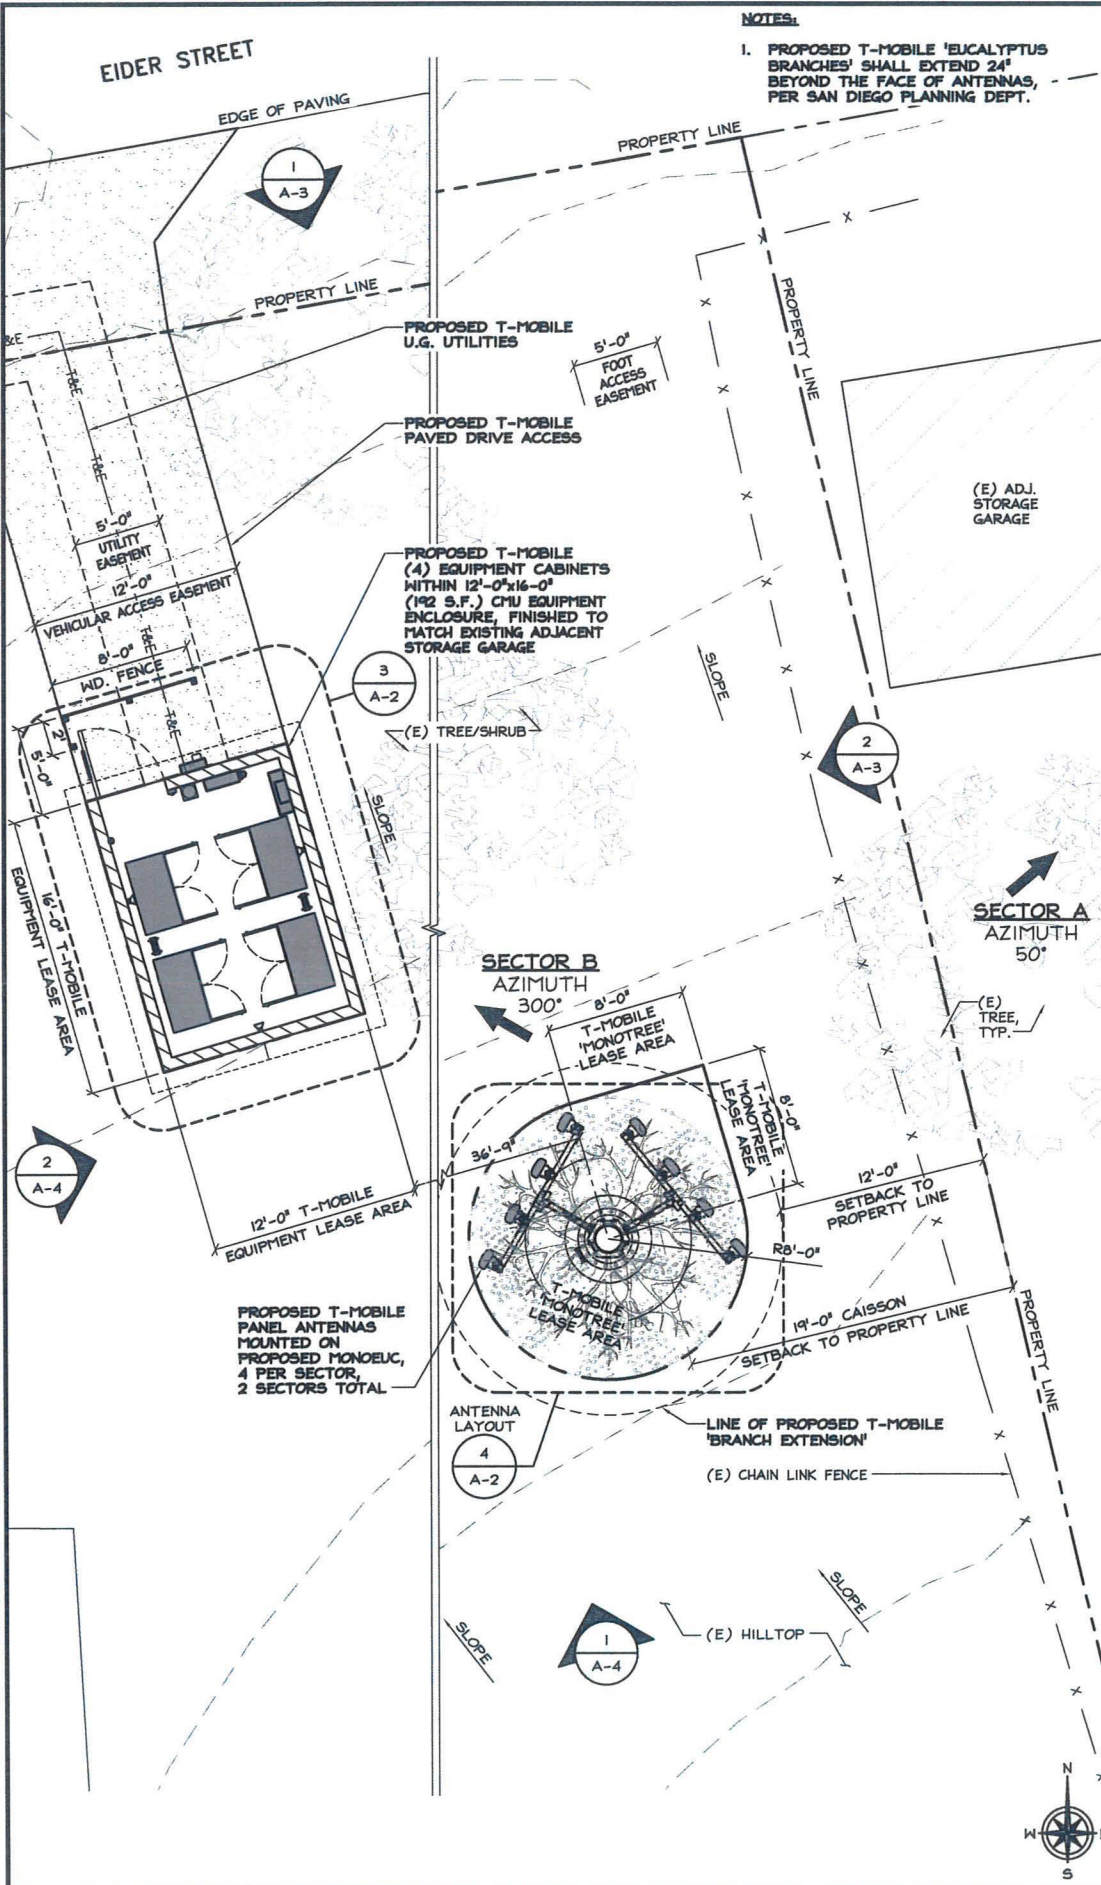 NOTES:
1. PROPOSED T-MOBILE 'EUCALYPTUS
BRANCHES' SHALL EXTEND 24"
BEYOND THE FACE OF ANTENNAS,
PER SAN DIEGO PLANNING DEPT.
EIDER STREET
EDGE OF PAVING
PROPERTY LINE
1
A-3
PROPERTY LINE
PROPERTY LINE
PROPOSED T-MOBILE
U.G. UTILITIES
5'-0"
FOOT
ACCESS
EASEMENT
T&E
T&E
PROPOSED T-MOBILE
PAVED DRIVE ACCESS
T&E
(E) ADJ.
STORAGE
GARAGE
5'-0"
UTILITY
EASEMENT
12'-0"
VEHICULAR ACCESS EASEMENT
PROPOSED T-MOBILE
(4) EQUIPMENT CABINETS
WITHIN 12'-0"x16-0"
(192 S.F.) CMU EQUIPMENT
ENCLOSURE, FINISHED TO
MATCH EXISTING ADJACENT
STORAGE GARAGE
T&E
8'-0"
WD. FENCE
T&E
3
A-2
(E) TREE/SHRUB
SLOPE
2'
5'-0"
2
A-3
SLOPE
16'-0" T-MOBILE
EQUIPMENT LEASE AREA
SECTOR A
AZIMUTH
50°
SECTOR B
AZIMUTH
300°
8'-0"
T-MOBILE
'MONOTREE'
LEASE AREA
(E)
TREE,
TYP.
8'-0"
T-MOBILE
'MONOTREE'
LEASE AREA
2
A-4
36'-9"
12'-0"
SETBACK TO
PROPERTY LINE
12'-0" T-MOBILE
EQUIPMENT LEASE AREA
R8'-0"
T-MOBILE
'MONOTREE'
LEASE AREA
PROPOSED T-MOBILE
PANEL ANTENNAS
MOUNTED ON
PROPOSED MONOEUC,
4 PER SECTOR,
2 SECTORS TOTAL
19'-0" CAISSON
SETBACK TO PROPERTY LINE
PROPERTY LINE
ANTENNA
LAYOUT
4
A-2
LINE OF PROPOSED T-MOBILE
'BRANCH EXTENSION'
(E) CHAIN LINK FENCE
SLOPE
SLOPE
1
A-4
(E) HILLTOP
N
W
S